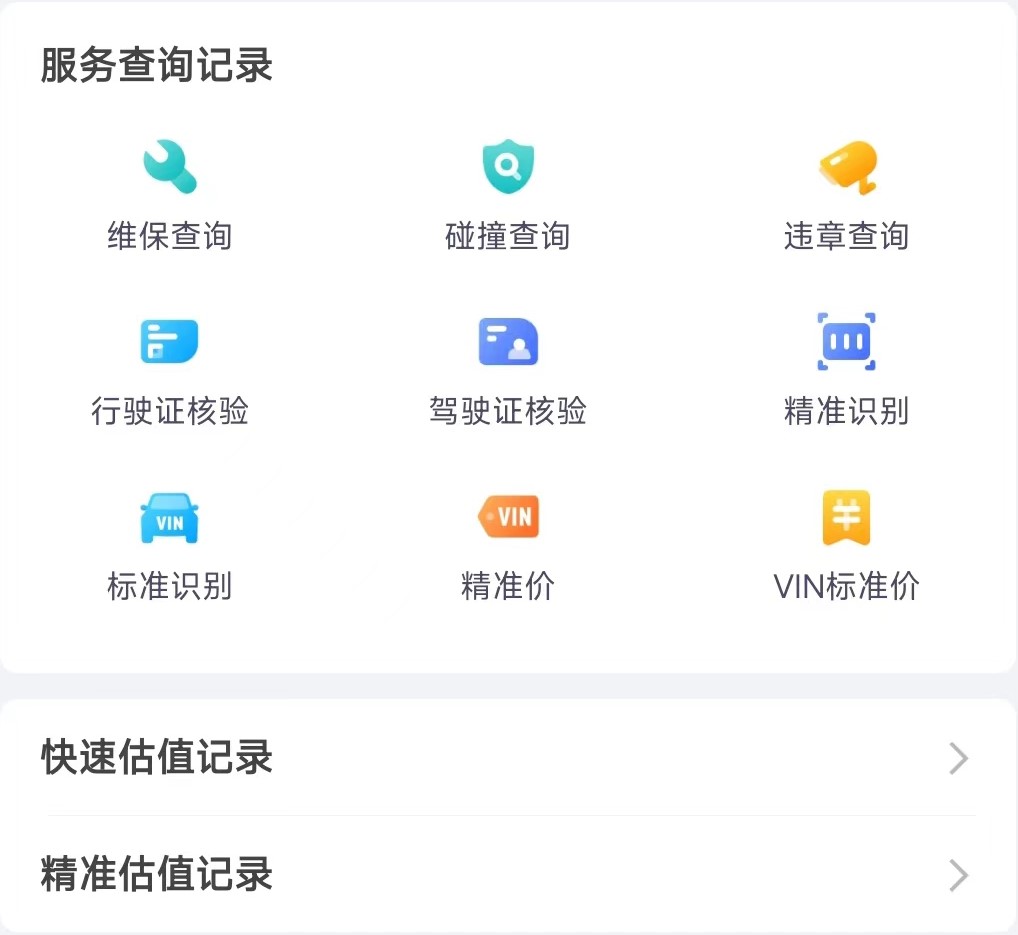 服务查询记录
维保查询 碰撞查询 违章查询
行驶证核验 驾驶证核验 精准识别
VIN VIN
标准识别 精准价 VIN标准价
快速估值记录
精准估值记录